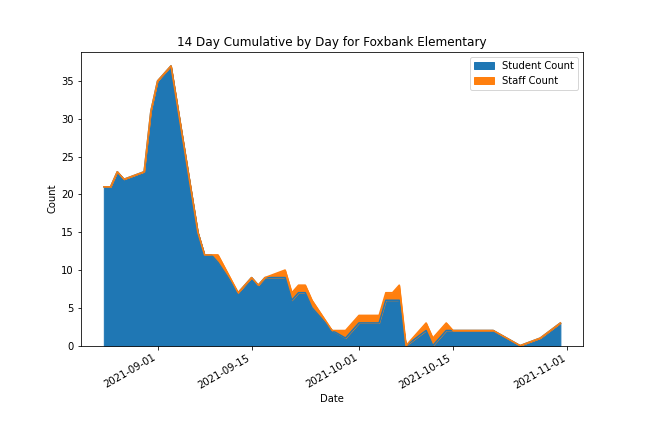 14 Day Cumulative by Day for Foxbank Elementary
Student Count
Staff Count
Count
35
30
25
20
15
10
5
0
2021-09-01
2021-09-15
2021-10-01
2021-10-15
2021-11-01
Date